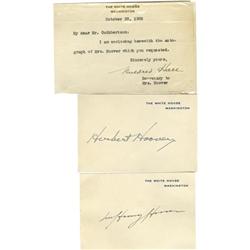 THE WHITE HOUSE
WASHINGTON
October 28, 1932
My dear Mr. Cuthbertson:
I am enclosing herewith the auto-
graph of Mrs. Hoover which you requested.
Sincerely yours,
Mildred Hall
Secretary to
Mrs. Hoover
THE WHITE HOUSE
WASHINGTON
Herbert Hoover
THE WHITE HOUSE
WASHINGTON
Lou Henry Hoover